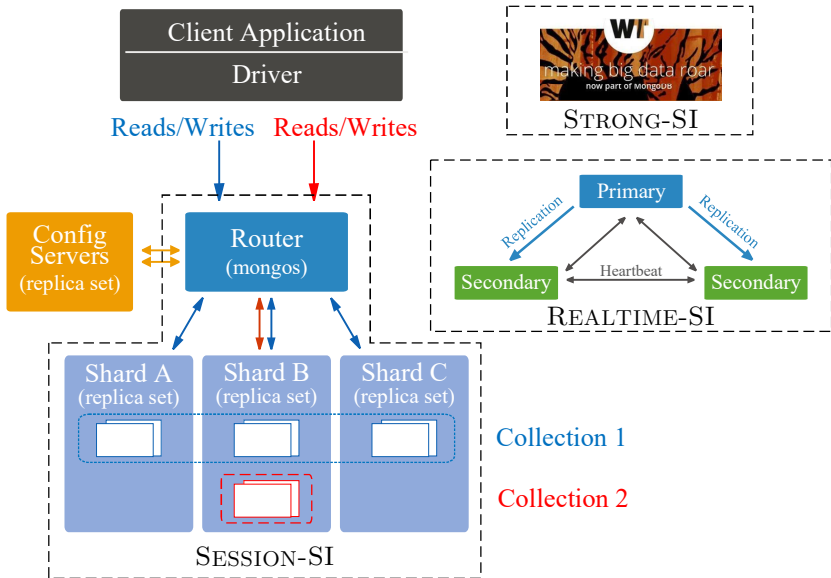 Client Application
Driver
Reads/Writes
Reads/Writes
WT
making big data roar
now part of MongoDB
STRONG-SI
Config
Servers
(replica set)
Router
(mongos)
Primary
Replication
Replication
Heartbeat
Secondary
Secondary
REALTIME-SI
Shard A
(replica set)
Shard B
(replica set)
Shard C
(replica set)
Collection 1
Collection 2
SESSION-SI